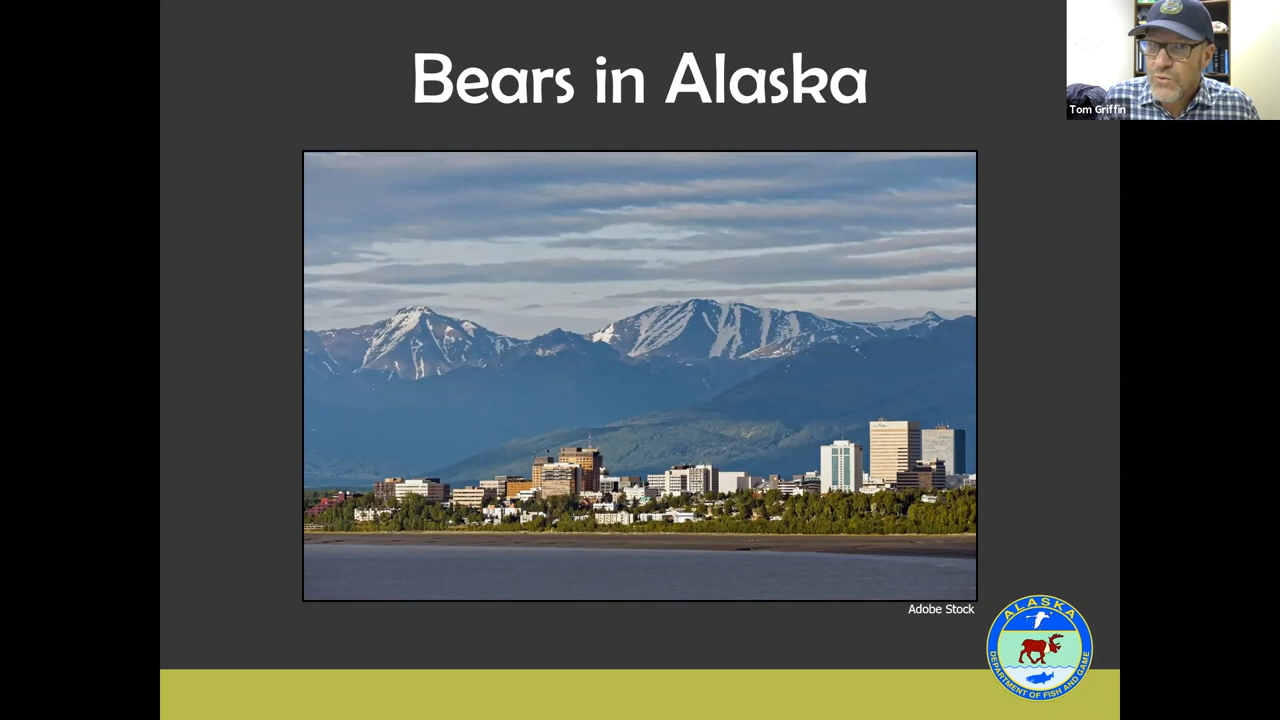 Bears in Alaska
Tom Griffin
Adobe Stock
ALASKA
DEPARTMENT OF FISH AND GAME